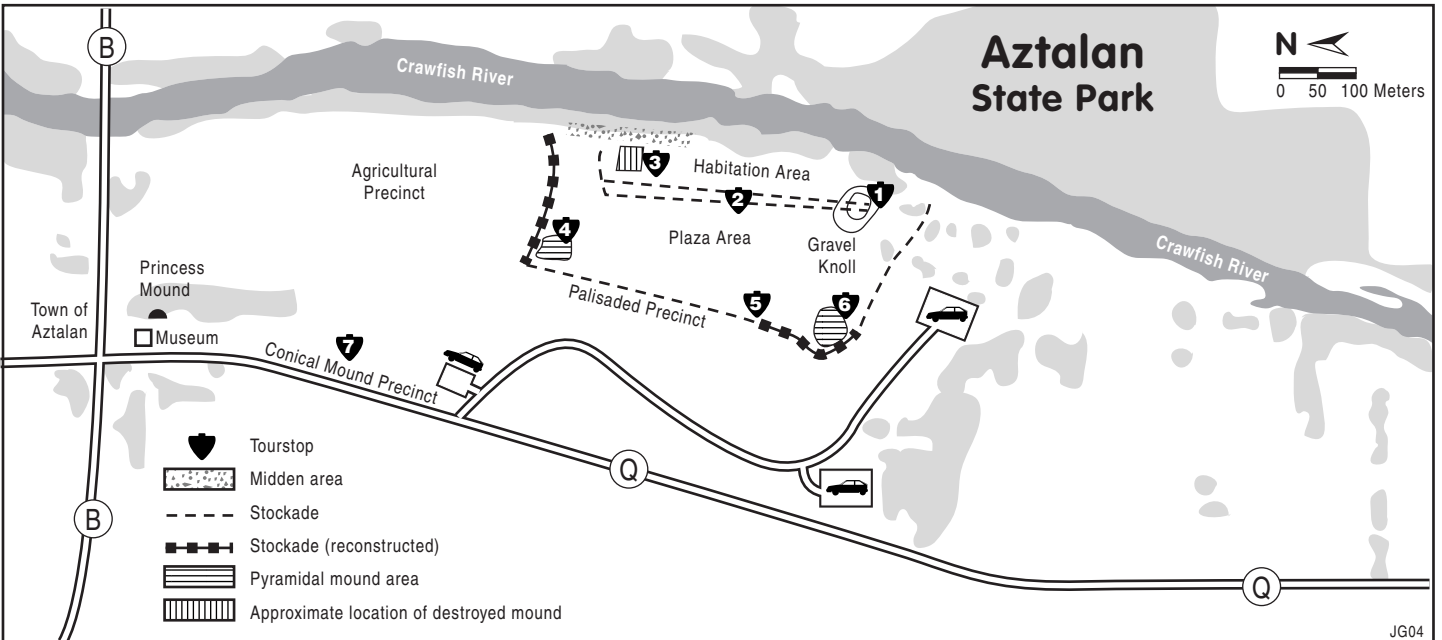 Aztalan
State Park
N
0 50 100 Meters
B
Crawfish River
Agricultural
Precinct
3
Habitation Area
2
1
4
Plaza Area
Gravel
Knoll
Crawfish River
Princess
Mound
Palisaded Precinct
5
6
Town of
Aztalan
Museum
7
Conical Mound Precinct
Q
B
Q
Tourstop
Midden area
Stockade
Stockade (reconstructed)
Pyramidal mound area
Approximate location of destroyed mound
JG04